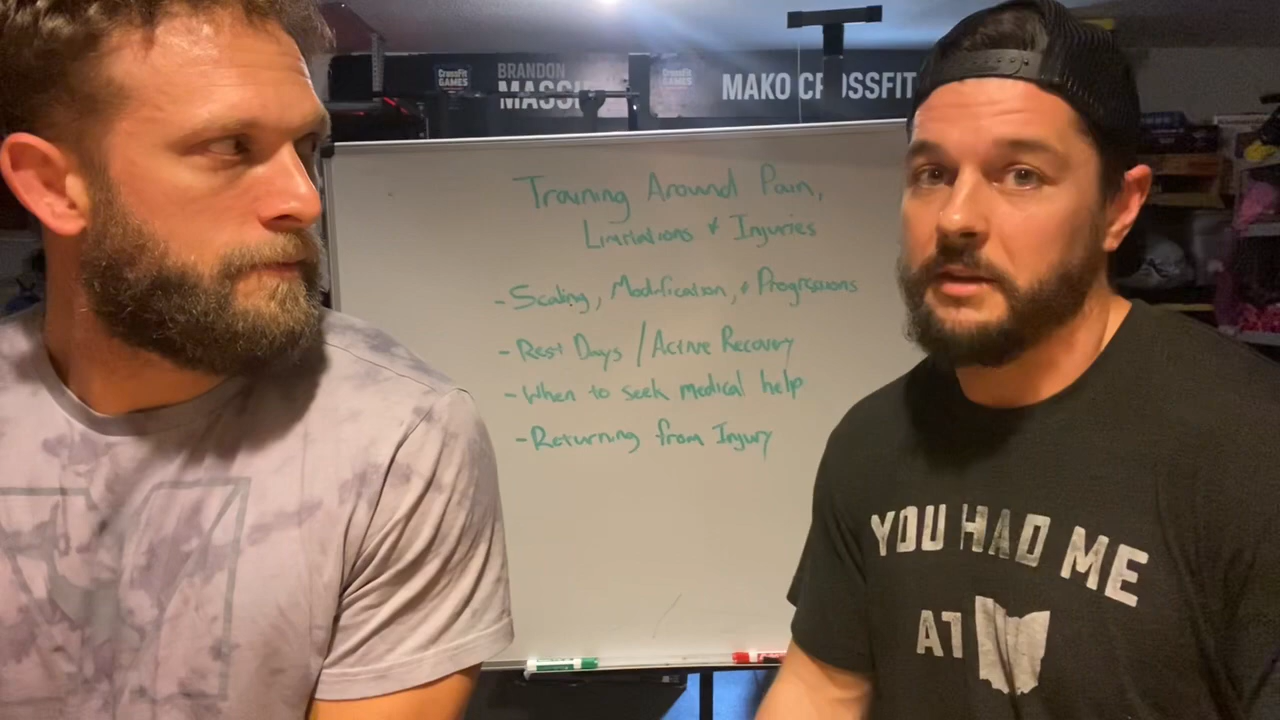 CrossFit GAMES
BRANDON
MASSIE
CrossFit GAMES
MAKO CROSSFIT
Training Around Pain,
Limitations & Injuries
- Scaling, Modification, & Progressions
- Rest Days / Active Recovery
- When to seek medical help
- Returning from Injury
YOU HAD ME
AT